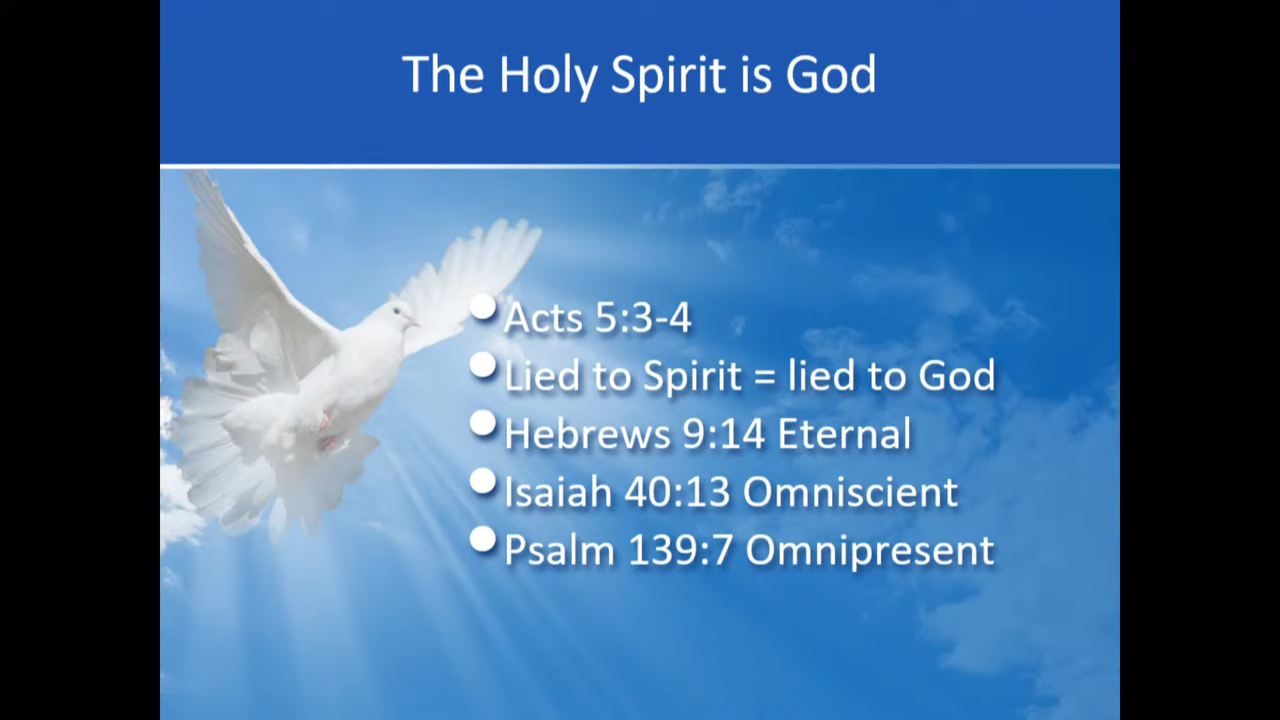 The Holy Spirit is God
Acts 5:3-4
Lied to Spirit = lied to God
Hebrews 9:14 Eternal
Isaiah 40:13 Omniscient
Psalm 139:7 Omnipresent